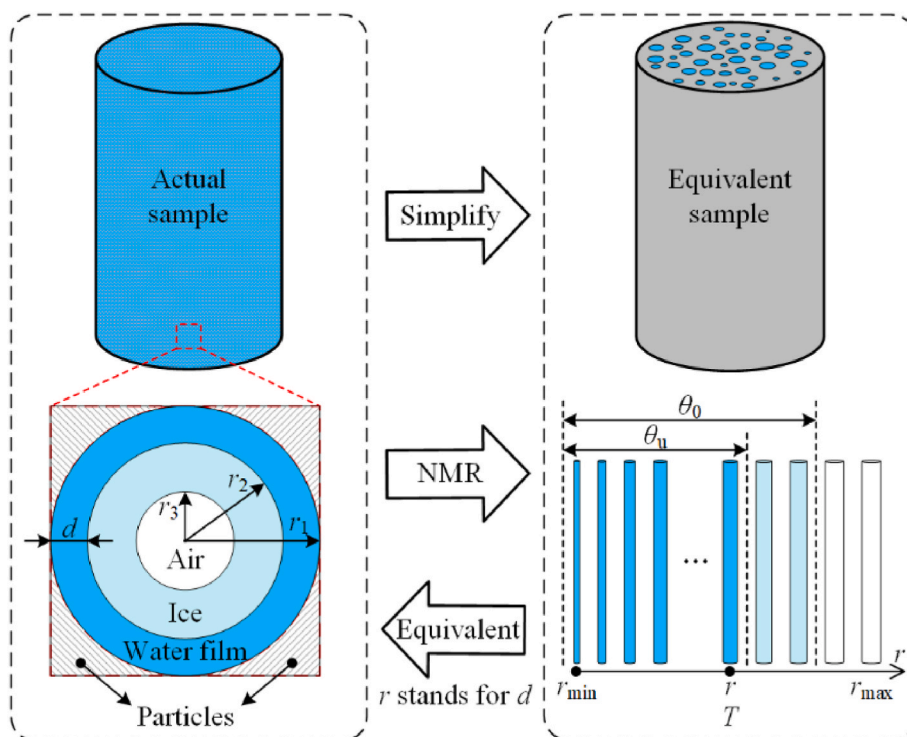 Actual
sample
Simplify
Equivalent
sample
r2
r3
r1
d
Air
Ice
Water film
Particles
NMR
Equivalent
r stands for d
θ0
θu
...
r
rmin
r
rmax
T